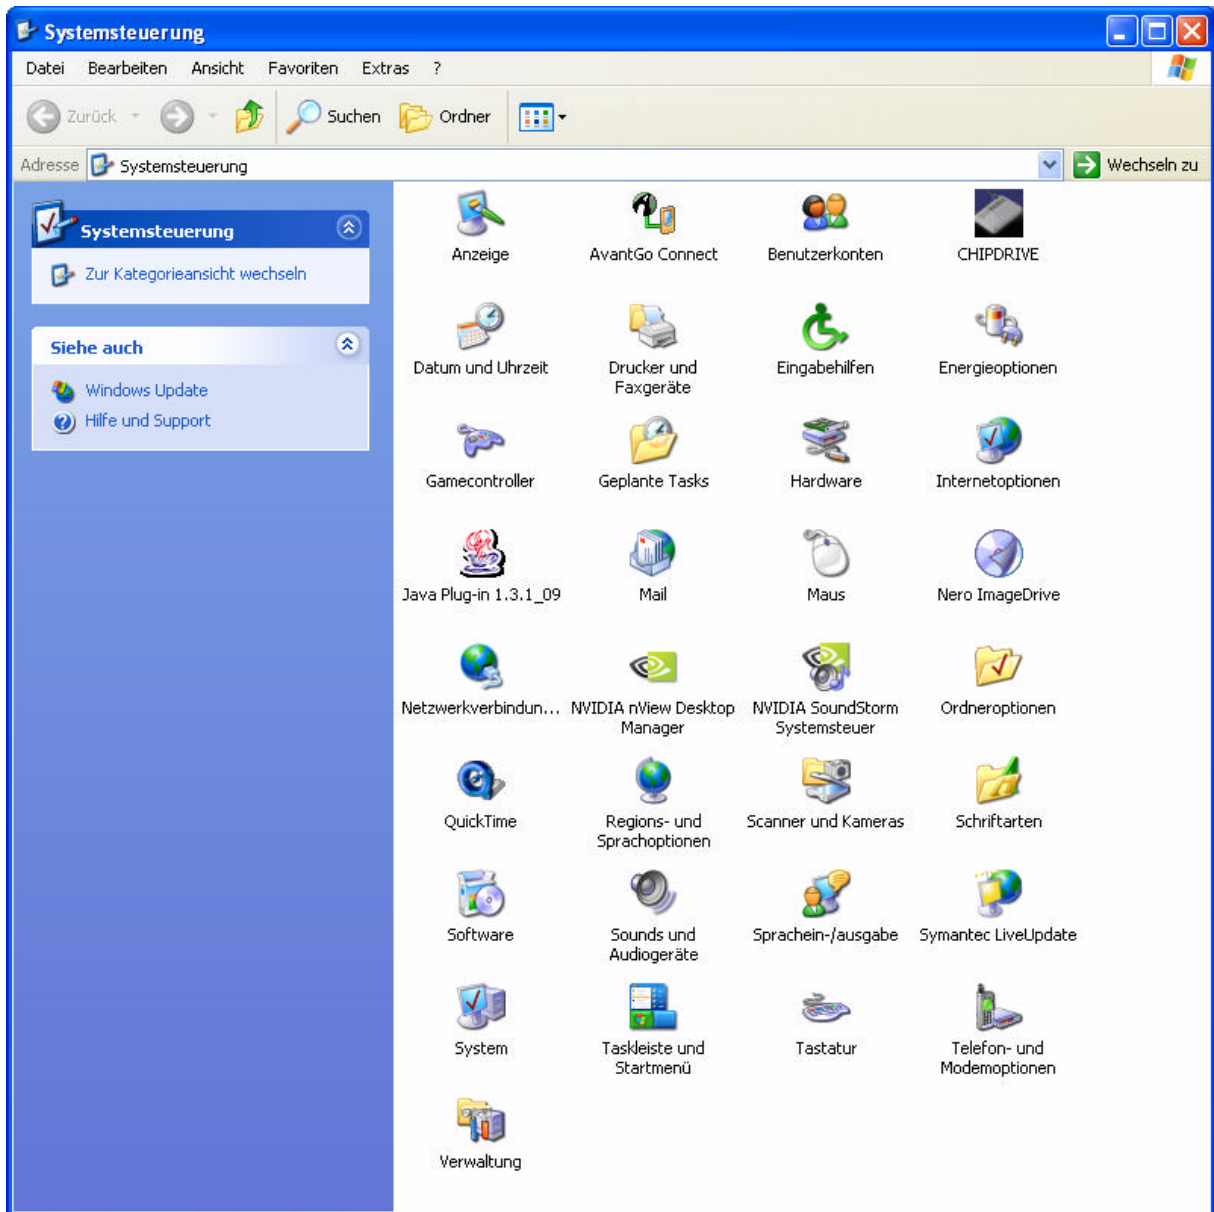 Systemsteuerung
Datei Bearbeiten Ansicht Favoriten Extras ?
Zurück Suchen Ordner
Adresse Systemsteuerung Wechseln zu
Systemsteuerung
Zur Kategorieansicht wechseln
Siehe auch
Windows Update
Hilfe und Support
Anzeige AvantGo Connect Benutzerkonten CHIPDRIVE
Datum und Uhrzeit Drucker und Eingabehilfen Energieoptionen
Faxgeräte
Gamecontroller Geplante Tasks Hardware Internetoptionen
Java Plug-in 1.3.1_09 Mail Maus Nero ImageDrive
Netzwerkverbindun... NVIDIA nView Desktop NVIDIA SoundStorm Ordneroptionen
Manager Systemsteuer
QuickTime Regions- und Scanner und Kameras Schriftarten
Sprachoptionen
Software Sounds und Sprachein-/ausgabe Symantec LiveUpdate
Audiogeräte
System Taskleiste und Tastatur Telefon- und
Startmenü Modemoptionen
Verwaltung